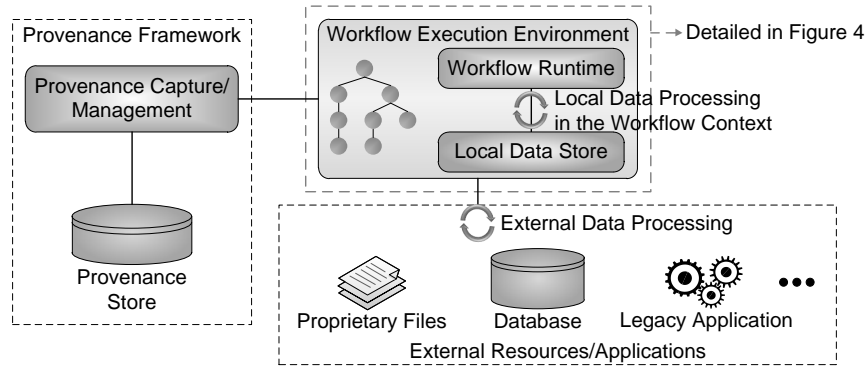 Provenance Framework
Provenance Capture/
Management
Provenance
Store
Workflow Execution Environment
Workflow Runtime
Local Data Processing
in the Workflow Context
Local Data Store
Detailed in Figure 4
External Data Processing
Proprietary Files
Database
Legacy Application
External Resources/Applications